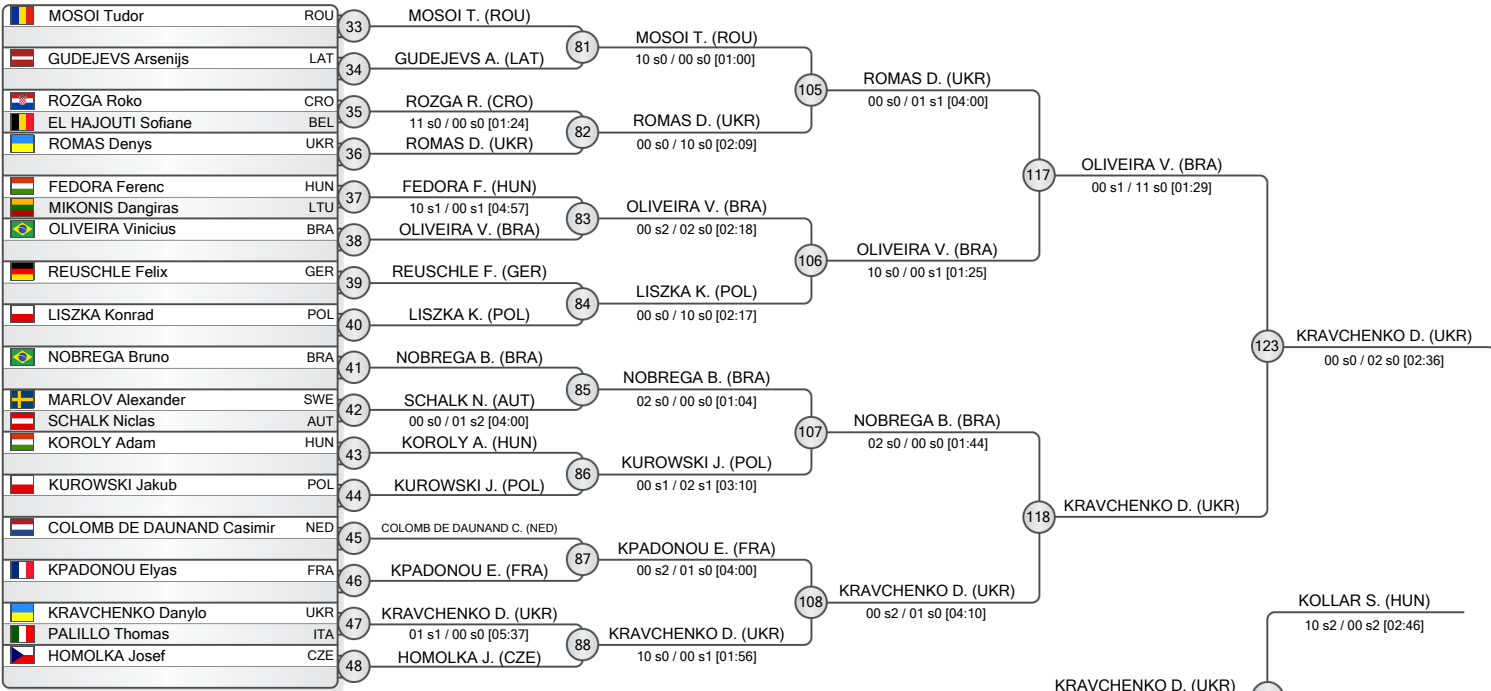 MOSOI Tudor ROU
GUDEJEVS Arsenijs LAT
ROZGA Roko CRO
EL HAJOUTI Sofiane BEL
ROMAS Denys UKR
FEDORA Ferenc HUN
MIKONIS Dangiras LTU
OLIVEIRA Vinicius BRA
REUSCHLE Felix GER
LISZKA Konrad POL
NOBREGA Bruno BRA
MARLOV Alexander SWE
SCHALK Niclas AUT
KOROLY Adam HUN
KUROWSKI Jakub POL
COLOMB DE DAUNAND Casimir NED
KPADONOU Elyas FRA
KRAVCHENKO Danylo UKR
PALILLO Thomas ITA
HOMOLKA Josef CZE
33
34
35
36
37
38
39
40
41
42
43
44
45
46
47
48
MOSOI T. (ROU)
GUDEJEVS A. (LAT)
ROZGA R. (CRO)
11 s0 / 00 s0 [01:24]
ROMAS D. (UKR)
FEDORA F. (HUN)
10 s1 / 00 s1 [04:57]
OLIVEIRA V. (BRA)
REUSCHLE F. (GER)
LISZKA K. (POL)
NOBREGA B. (BRA)
SCHALK N. (AUT)
00 s0 / 01 s2 [04:00]
KOROLY A. (HUN)
KUROWSKI J. (POL)
COLOMB DE DAUNAND C. (NED)
KPADONOU E. (FRA)
KRAVCHENKO D. (UKR)
01 s1 / 00 s0 [05:37]
HOMOLKA J. (CZE)
81
82
83
84
85
86
87
88
MOSOI T. (ROU)
10 s0 / 00 s0 [01:00]
ROMAS D. (UKR)
00 s0 / 10 s0 [02:09]
OLIVEIRA V. (BRA)
00 s2 / 02 s0 [02:18]
LISZKA K. (POL)
00 s0 / 10 s0 [02:17]
NOBREGA B. (BRA)
02 s0 / 00 s0 [01:04]
KUROWSKI J. (POL)
00 s1 / 02 s1 [03:10]
KPADONOU E. (FRA)
00 s2 / 01 s0 [04:00]
KRAVCHENKO D. (UKR)
10 s0 / 00 s1 [01:56]
105
106
107
108
ROMAS D. (UKR)
00 s0 / 01 s1 [04:00]
OLIVEIRA V. (BRA)
10 s0 / 00 s1 [01:25]
NOBREGA B. (BRA)
02 s0 / 00 s0 [01:44]
KRAVCHENKO D. (UKR)
00 s2 / 01 s0 [04:10]
117
118
OLIVEIRA V. (BRA)
00 s1 / 11 s0 [01:29]
KRAVCHENKO D. (UKR)
123
KRAVCHENKO D. (UKR)
00 s0 / 02 s0 [02:36]
KOLLAR S. (HUN)
10 s2 / 00 s2 [02:46]
KRAVCHENKO D. (UKR)